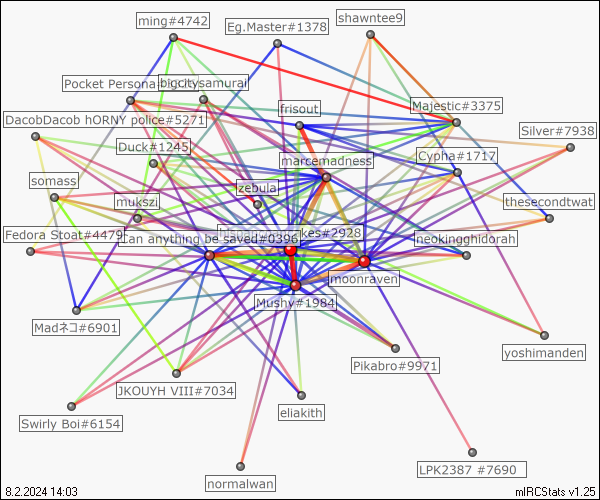 shawntee9
ming#4742
Eg.Master#1378
Pocket Persona
bigcitysamurai
Majestic#3375
frisout
DacobDacob hORNY police#5271
Silver#7938
Duck#1245
marcemadness
Cypha#1717
somass
zebula
mukszi
thesecondtwat
Fedora Stoat#4479
Can anything be saved#0396
kes#2928
neokingghidorah
moonraven
Mushy#1984
Madネコ#6901
yoshimanden
Pikabro#9971
JKOUYH VIII#7034
eliakith
Swirly Boi#6154
normalwan
LPK2387 #7690
8.2.2024 14:03
mIRCStats v1.25